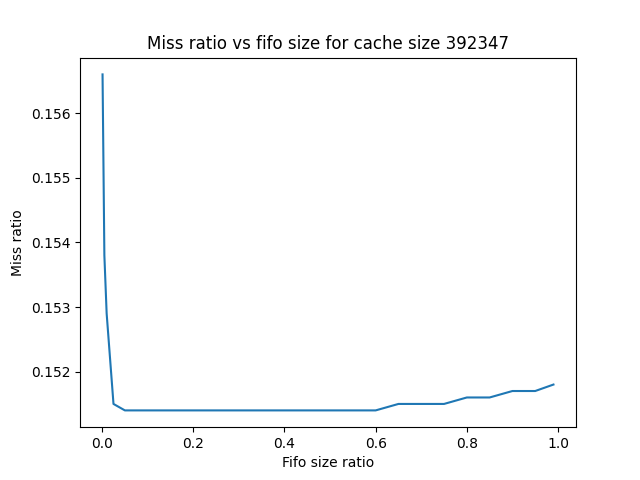 Miss ratio vs fifo size for cache size 392347
0.156
0.155
0.154
0.153
0.152
Miss ratio
0.0 0.2 0.4 0.6 0.8 1.0
Fifo size ratio